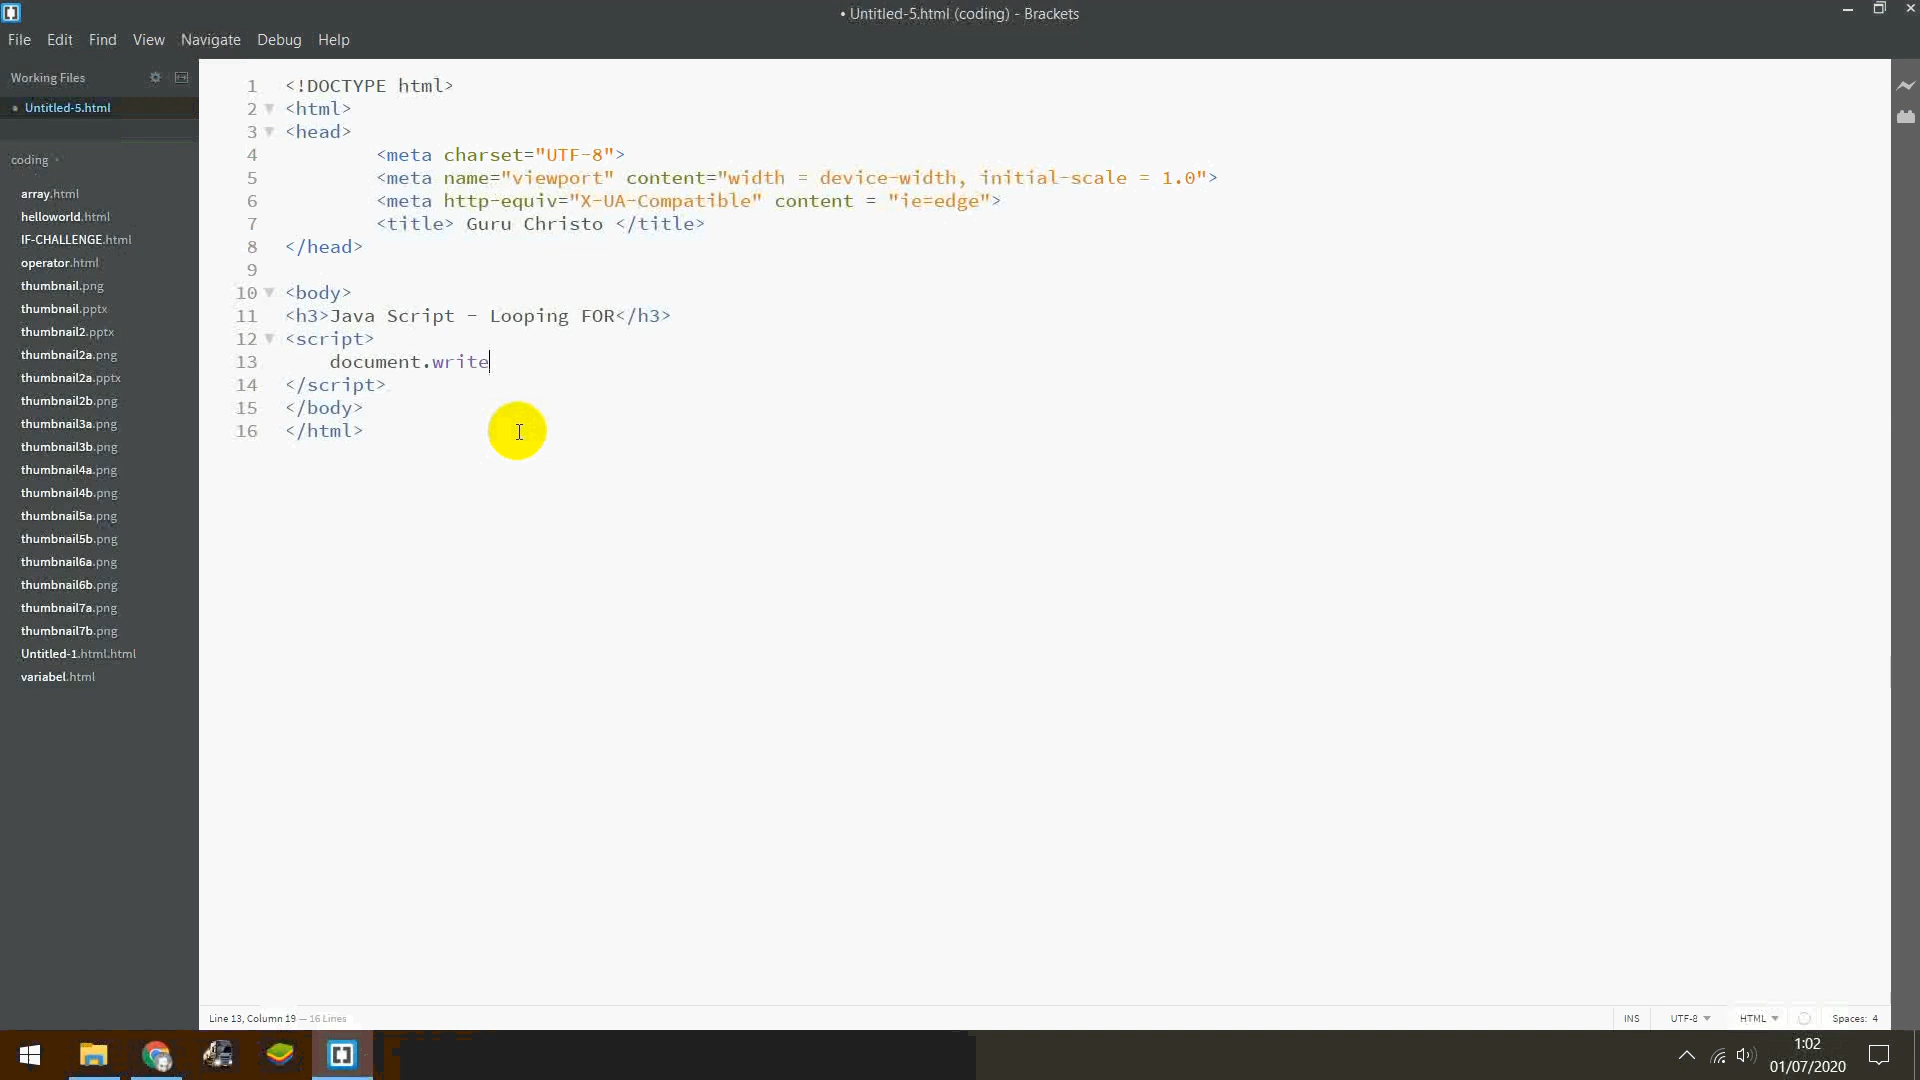 • Untitled-5.html (coding) - Brackets
File Edit Find View Navigate Debug Help
Working Files
• Untitled-5.html
coding
array.html
helloworld.html
IF-CHALLENGE.html
operator.html
thumbnail.png
thumbnail.pptx
thumbnail2.pptx
thumbnail2a.png
thumbnail2a.pptx
thumbnail2b.png
thumbnail3a.png
thumbnail3b.png
thumbnail4a.png
thumbnail4b.png
thumbnail5a.png
thumbnail5b.png
thumbnail6a.png
thumbnail6b.png
thumbnail7a.png
thumbnail7b.png
Untitled-1.html.html
variabel.html
1 <!DOCTYPE html>
2 <html>
3 <head>
4 <meta charset="UTF-8">
5 <meta name="viewport" content="width = device-width, initial-scale = 1.0">
6 <meta http-equiv="X-UA-Compatible" content = "ie=edge">
7 <title> Guru Christo </title>
8 </head>
9
10 <body>
11 <h3>Java Script - Looping FOR</h3>
12 <script>
13 document.write
14 </script>
15 </body>
16 </html>
Line 13, Column 19 — 16 Lines
INS UTF-8 HTML Spaces: 4
1:02
01/07/2020